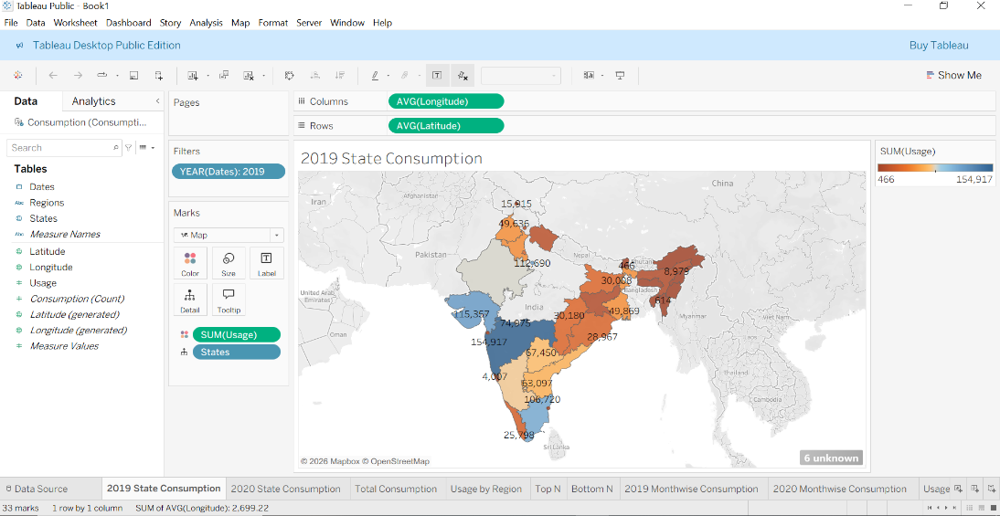 Tableau Public - Book1
File Data Worksheet Dashboard Story Analysis Map Format Server Window Help
Tableau Desktop Public Edition
Buy Tableau
Show Me
Data
Analytics
Consumption (Consumpti...
Search
Tables
Dates
Abc Regions
States
Abc Measure Names
Latitude
Longitude
Usage
Consumption (Count)
Latitude (generated)
Longitude (generated)
Measure Values
Pages
Filters
YEAR(Dates): 2019
Marks
Map
Color Size Label
Detail Tooltip
SUM(Usage)
States
Columns AVG(Longitude)
Rows AVG(Latitude)
2019 State Consumption
China
Iran
Afghanistan
15,815
49,636
Pakistan
112,690
Nepal
466
Bhutan
8,979
30,008
Bangladesh
614
United Arab
Emirates
India
115,357
74,975
30,180
49,869
Myanmar
Viet Nam
Oman
154,917
28,967
Laos
67,450
4,007
63,097
Thailand
106,720
Cambodia
25,798
Sri Lanka
© 2026 Mapbox © OpenStreetMap
6 unknown
SUM(Usage)
466 154,917
Data Source 2019 State Consumption 2020 State Consumption Total Consumption Usage by Region Top N Bottom N 2019 Monthwise Consumption 2020 Monthwise Consumption Usage
33 marks 1 row by 1 column SUM of AVG(Longitude): 2,699.22